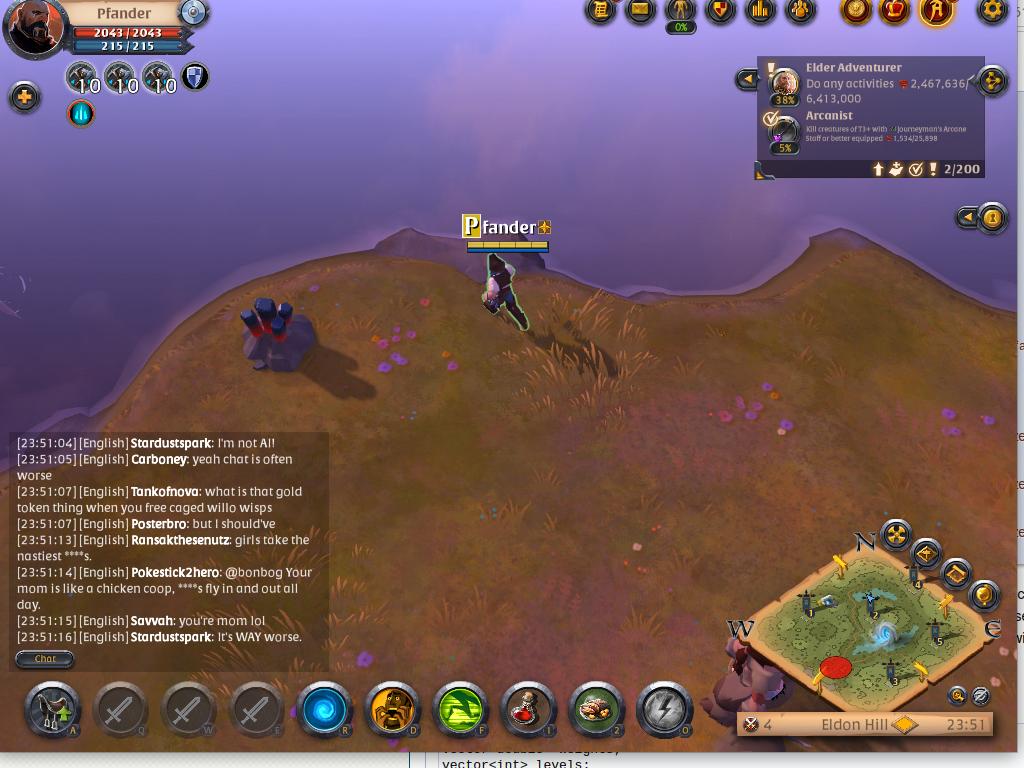 Pfander
2043 / 2043
215 / 215
10
10
10
0%
Elder Adventurer
Do any activities 2,467,636/
6,413,000
38%
Arcanist
Kill creatures of T3+ with Journeyman's Arcane
Staff or better equipped 1,534/25,898
5%
2/200
Pfander
[23:51:04] [English] Stardustspark: I'm not AI!
[23:51:05] [English] Carboney: yeah chat is often
worse
[23:51:07] [English] Tankofnova: what is that gold
token thing when you free caged willo wisps
[23:51:07] [English] Posterbro: but I should've
[23:51:13] [English] Ransakthesenutz: girls take the
nastiest ****s.
[23:51:14] [English] Pokestick2hero: @bonbog Your
mom is like a chicken coop, ****s fly in and out all
day.
[23:51:15] [English] Savvah: you're mom lol
[23:51:16] [English] Stardustspark: It's WAY worse.
Chat
N
W
E
1
2
3
4
5
A
Q
W
E
R
D
F
1
2
O
4
Eldon Hill
23:51
vector<int> levels;